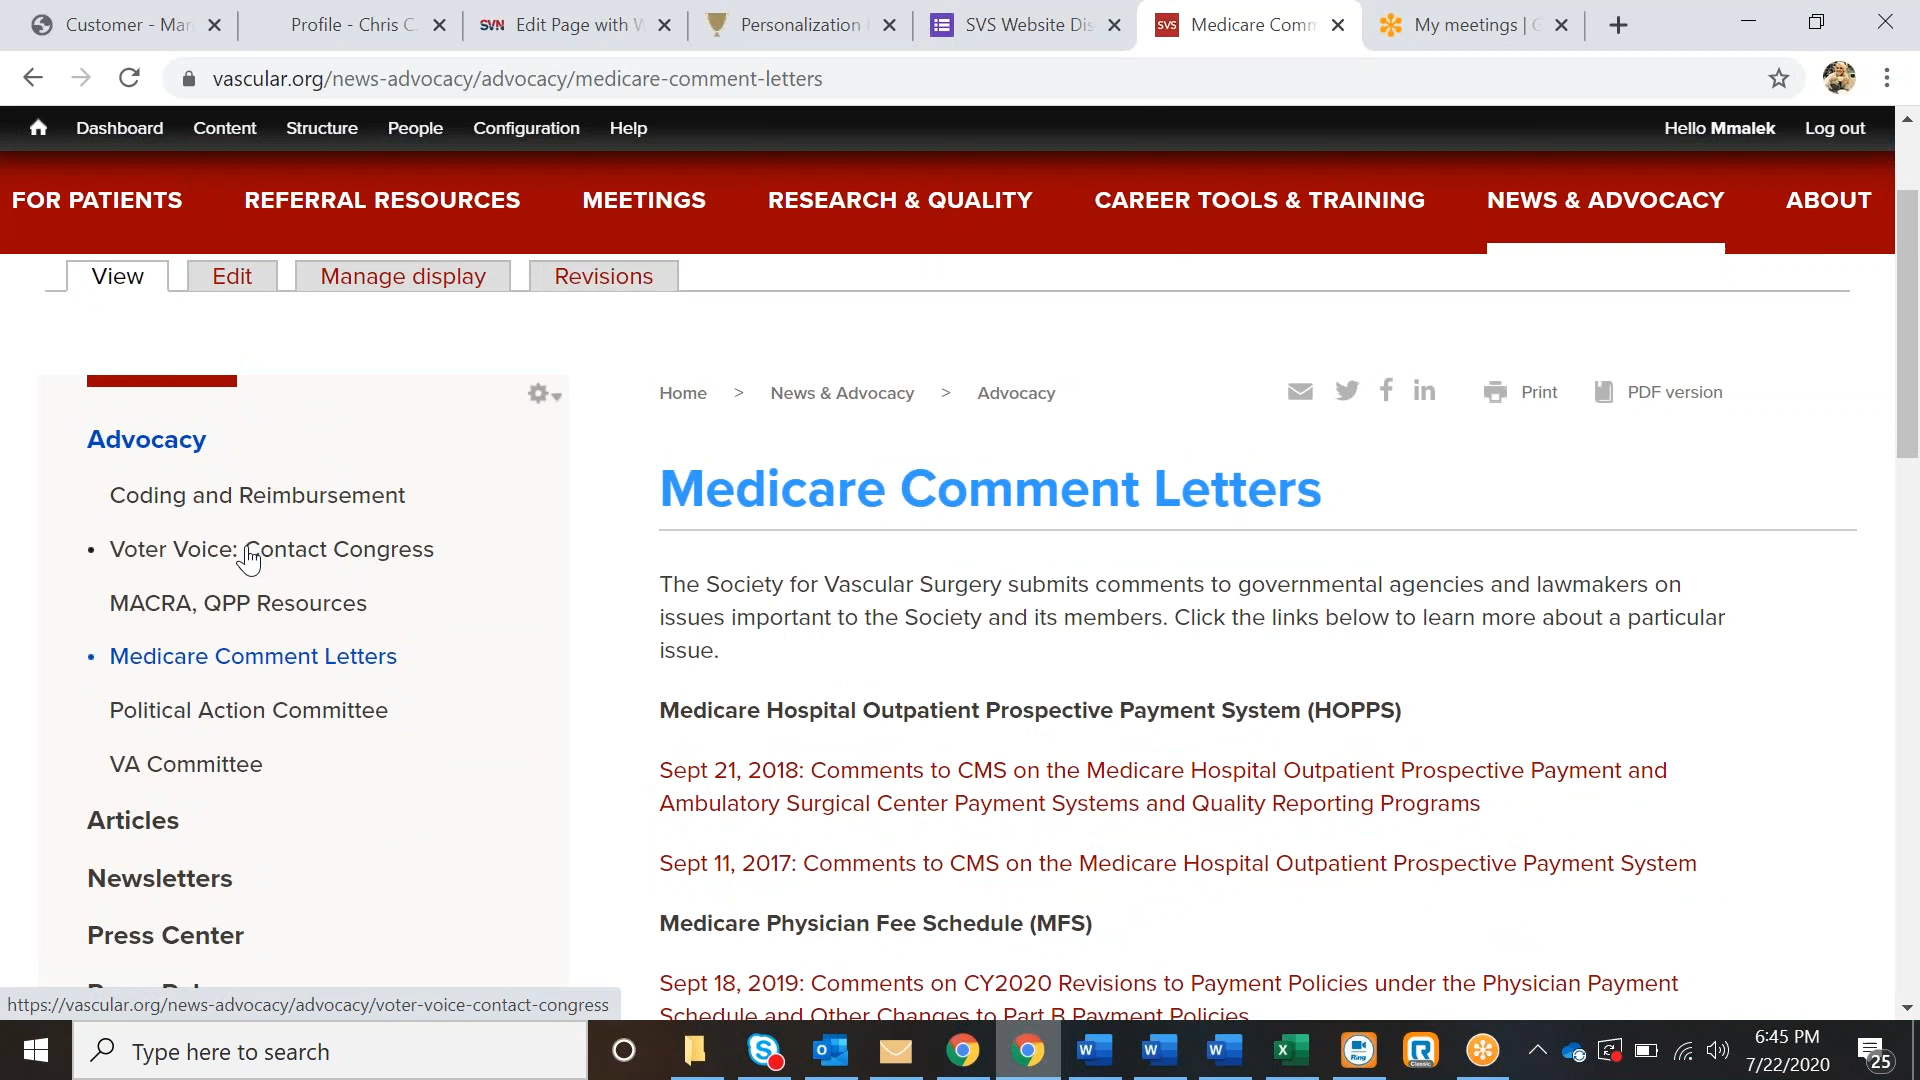 Customer - Mar
Profile - Chris C
SVN Edit Page with W
Personalization
SVS Website Dis
SVS Medicare Comm
My meetings | G
vascular.org/news-advocacy/advocacy/medicare-comment-letters
Dashboard Content Structure People Configuration Help Hello Mmalek Log out
FOR PATIENTS REFERRAL RESOURCES MEETINGS RESEARCH & QUALITY CAREER TOOLS & TRAINING NEWS & ADVOCACY ABOUT
View Edit Manage display Revisions
Home > News & Advocacy > Advocacy
Print PDF version
Advocacy
Coding and Reimbursement
• Voter Voice: Contact Congress
MACRA, QPP Resources
• Medicare Comment Letters
Political Action Committee
VA Committee
Articles
Newsletters
Press Center
Medicare Comment Letters
The Society for Vascular Surgery submits comments to governmental agencies and lawmakers on
issues important to the Society and its members. Click the links below to learn more about a particular
issue.
Medicare Hospital Outpatient Prospective Payment System (HOPPS)
Sept 21, 2018: Comments to CMS on the Medicare Hospital Outpatient Prospective Payment and
Ambulatory Surgical Center Payment Systems and Quality Reporting Programs
Sept 11, 2017: Comments to CMS on the Medicare Hospital Outpatient Prospective Payment System
Medicare Physician Fee Schedule (MFS)
Sept 18, 2019: Comments on CY2020 Revisions to Payment Policies under the Physician Payment
Schedule and Other Changes to Part B Payment Policies
https://vascular.org/news-advocacy/advocacy/voter-voice-contact-congress
Type here to search
6:45 PM
7/22/2020
25